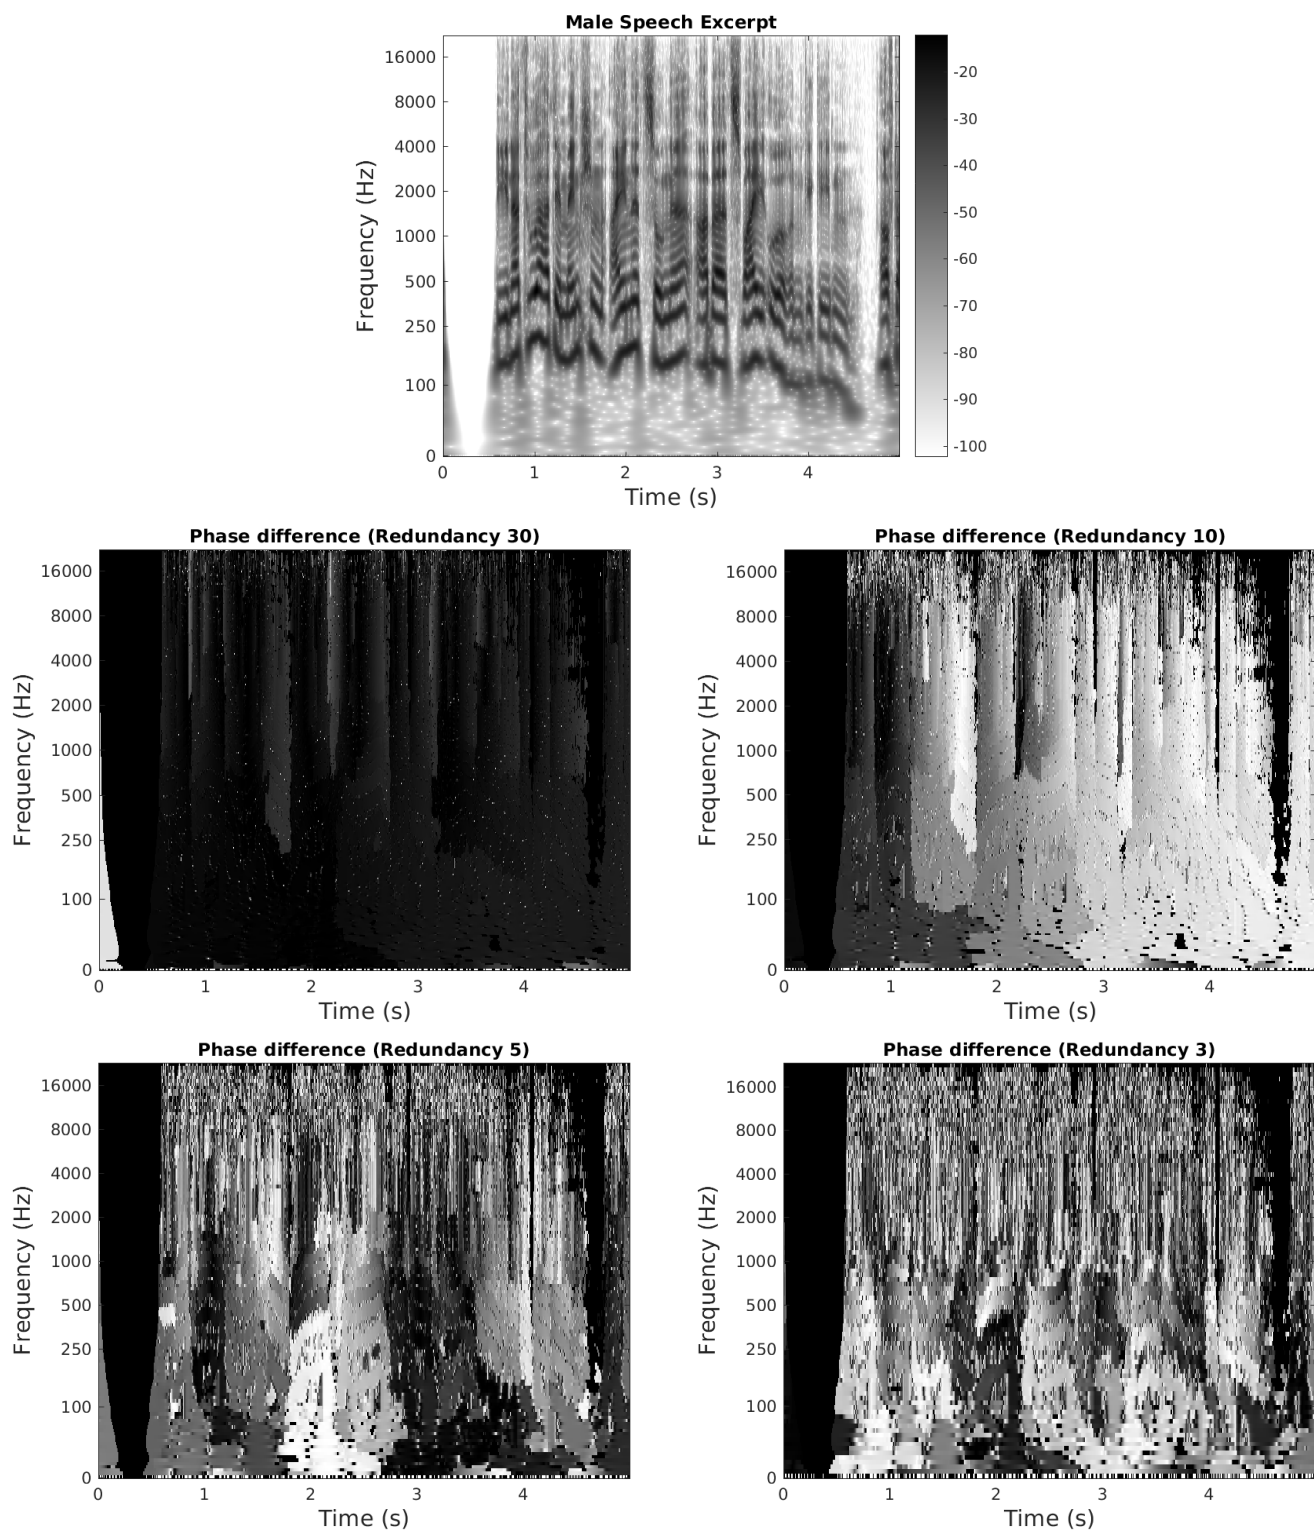 Male Speech Excerpt
Frequency (Hz)
16000
8000
4000
2000
1000
500
250
100
0
0 1 2 3 4
Time (s)
-20
-30
-40
-50
-60
-70
-80
-90
-100
Phase difference (Redundancy 30)
Frequency (Hz)
16000
8000
4000
2000
1000
500
250
100
0
0 1 2 3 4
Time (s)
Phase difference (Redundancy 10)
Frequency (Hz)
16000
8000
4000
2000
1000
500
250
100
0
0 1 2 3 4
Time (s)
Phase difference (Redundancy 5)
Frequency (Hz)
16000
8000
4000
2000
1000
500
250
100
0
0 1 2 3 4
Time (s)
Phase difference (Redundancy 3)
Frequency (Hz)
16000
8000
4000
2000
1000
500
250
100
0
0 1 2 3 4
Time (s)